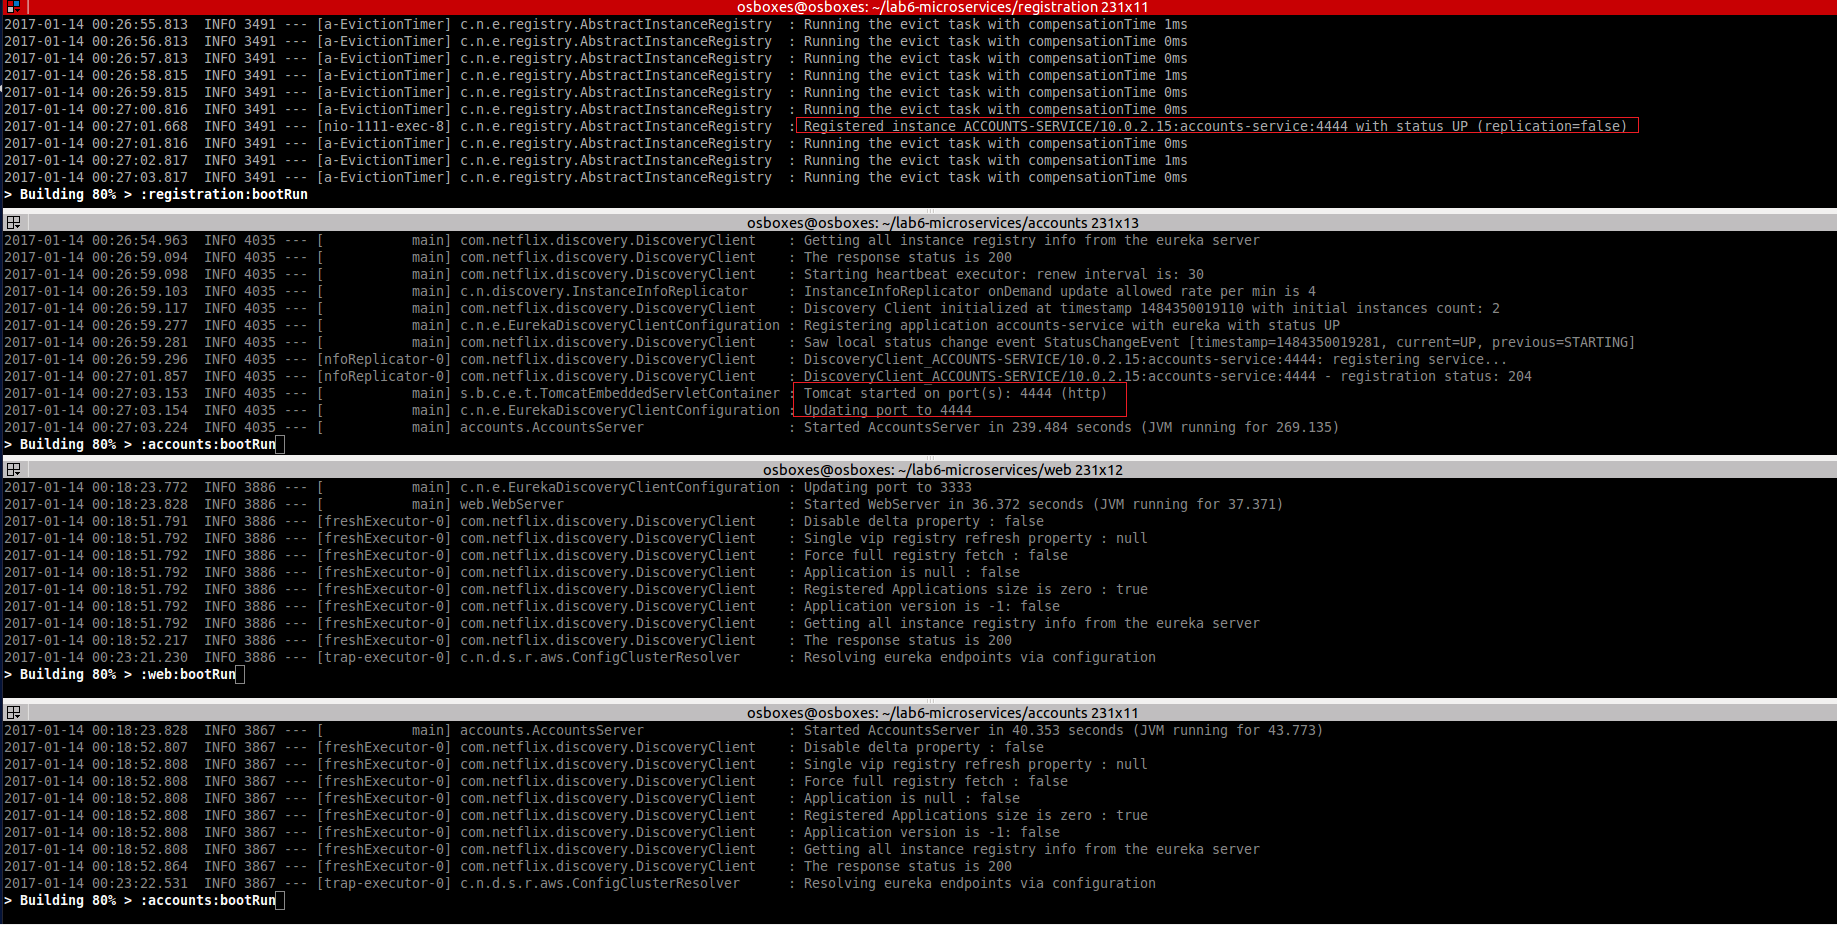 osboxes@osboxes: ~/lab6-microservices/registration 231x11
2017-01-14 00:26:55.813  INFO 3491 --- [a-EvictionTimer] c.n.e.registry.AbstractInstanceRegistry  : Running the evict task with compensationTime 1ms
2017-01-14 00:26:56.813  INFO 3491 --- [a-EvictionTimer] c.n.e.registry.AbstractInstanceRegistry  : Running the evict task with compensationTime 0ms
2017-01-14 00:26:57.813  INFO 3491 --- [a-EvictionTimer] c.n.e.registry.AbstractInstanceRegistry  : Running the evict task with compensationTime 0ms
2017-01-14 00:26:58.815  INFO 3491 --- [a-EvictionTimer] c.n.e.registry.AbstractInstanceRegistry  : Running the evict task with compensationTime 1ms
2017-01-14 00:26:59.815  INFO 3491 --- [a-EvictionTimer] c.n.e.registry.AbstractInstanceRegistry  : Running the evict task with compensationTime 0ms
2017-01-14 00:27:00.816  INFO 3491 --- [a-EvictionTimer] c.n.e.registry.AbstractInstanceRegistry  : Running the evict task with compensationTime 0ms
2017-01-14 00:27:01.668  INFO 3491 --- [nio-1111-exec-8] c.n.e.registry.AbstractInstanceRegistry  : Registered instance ACCOUNTS-SERVICE/10.0.2.15:accounts-service:4444 with status UP (replication=false)
2017-01-14 00:27:01.816  INFO 3491 --- [a-EvictionTimer] c.n.e.registry.AbstractInstanceRegistry  : Running the evict task with compensationTime 0ms
2017-01-14 00:27:02.817  INFO 3491 --- [a-EvictionTimer] c.n.e.registry.AbstractInstanceRegistry  : Running the evict task with compensationTime 1ms
2017-01-14 00:27:03.817  INFO 3491 --- [a-EvictionTimer] c.n.e.registry.AbstractInstanceRegistry  : Running the evict task with compensationTime 0ms
> Building 80% > :registration:bootRun
osboxes@osboxes: ~/lab6-microservices/accounts 231x13
2017-01-14 00:26:54.963  INFO 4035 --- [           main] com.netflix.discovery.DiscoveryClient    : Getting all instance registry info from the eureka server
2017-01-14 00:26:59.094  INFO 4035 --- [           main] com.netflix.discovery.DiscoveryClient    : The response status is 200
2017-01-14 00:26:59.098  INFO 4035 --- [           main] com.netflix.discovery.DiscoveryClient    : Starting heartbeat executor: renew interval is: 30
2017-01-14 00:26:59.103  INFO 4035 --- [           main] c.n.discovery.InstanceInfoReplicator     : InstanceInfoReplicator onDemand update allowed rate per min is 4
2017-01-14 00:26:59.117  INFO 4035 --- [           main] com.netflix.discovery.DiscoveryClient    : Discovery Client initialized at timestamp 1484350019110 with initial instances count: 2
2017-01-14 00:26:59.277  INFO 4035 --- [           main] c.n.e.EurekaDiscoveryClientConfiguration : Registering application accounts-service with eureka with status UP
2017-01-14 00:26:59.281  INFO 4035 --- [           main] com.netflix.discovery.DiscoveryClient    : Saw local status change event StatusChangeEvent [timestamp=1484350019281, current=UP, previous=STARTING]
2017-01-14 00:26:59.296  INFO 4035 --- [nfoReplicator-0] com.netflix.discovery.DiscoveryClient    : DiscoveryClient_ACCOUNTS-SERVICE/10.0.2.15:accounts-service:4444: registering service...
2017-01-14 00:27:01.857  INFO 4035 --- [nfoReplicator-0] com.netflix.discovery.DiscoveryClient    : DiscoveryClient_ACCOUNTS-SERVICE/10.0.2.15:accounts-service:4444 - registration status: 204
2017-01-14 00:27:03.153  INFO 4035 --- [           main] s.b.c.e.t.TomcatEmbeddedServletContainer : Tomcat started on port(s): 4444 (http)
2017-01-14 00:27:03.154  INFO 4035 --- [           main] c.n.e.EurekaDiscoveryClientConfiguration : Updating port to 4444
2017-01-14 00:27:03.224  INFO 4035 --- [           main] accounts.AccountsServer                  : Started AccountsServer in 239.484 seconds (JVM running for 269.135)
> Building 80% > :accounts:bootRun
osboxes@osboxes: ~/lab6-microservices/web 231x12
2017-01-14 00:18:23.772  INFO 3886 --- [           main] c.n.e.EurekaDiscoveryClientConfiguration : Updating port to 3333
2017-01-14 00:18:23.828  INFO 3886 --- [           main] web.WebServer                            : Started WebServer in 36.372 seconds (JVM running for 37.371)
2017-01-14 00:18:51.791  INFO 3886 --- [freshExecutor-0] com.netflix.discovery.DiscoveryClient    : Disable delta property : false
2017-01-14 00:18:51.792  INFO 3886 --- [freshExecutor-0] com.netflix.discovery.DiscoveryClient    : Single vip registry refresh property : null
2017-01-14 00:18:51.792  INFO 3886 --- [freshExecutor-0] com.netflix.discovery.DiscoveryClient    : Force full registry fetch : false
2017-01-14 00:18:51.792  INFO 3886 --- [freshExecutor-0] com.netflix.discovery.DiscoveryClient    : Application is null : false
2017-01-14 00:18:51.792  INFO 3886 --- [freshExecutor-0] com.netflix.discovery.DiscoveryClient    : Registered Applications size is zero : true
2017-01-14 00:18:51.792  INFO 3886 --- [freshExecutor-0] com.netflix.discovery.DiscoveryClient    : Application version is -1: false
2017-01-14 00:18:51.792  INFO 3886 --- [freshExecutor-0] com.netflix.discovery.DiscoveryClient    : Getting all instance registry info from the eureka server
2017-01-14 00:18:52.217  INFO 3886 --- [freshExecutor-0] com.netflix.discovery.DiscoveryClient    : The response status is 200
2017-01-14 00:23:21.230  INFO 3886 --- [trap-executor-0] c.n.d.s.r.aws.ConfigClusterResolver      : Resolving eureka endpoints via configuration
> Building 80% > :web:bootRun
osboxes@osboxes: ~/lab6-microservices/accounts 231x11
2017-01-14 00:18:23.828  INFO 3867 --- [           main] accounts.AccountsServer                  : Started AccountsServer in 40.353 seconds (JVM running for 43.773)
2017-01-14 00:18:52.807  INFO 3867 --- [freshExecutor-0] com.netflix.discovery.DiscoveryClient    : Disable delta property : false
2017-01-14 00:18:52.808  INFO 3867 --- [freshExecutor-0] com.netflix.discovery.DiscoveryClient    : Single vip registry refresh property : null
2017-01-14 00:18:52.808  INFO 3867 --- [freshExecutor-0] com.netflix.discovery.DiscoveryClient    : Force full registry fetch : false
2017-01-14 00:18:52.808  INFO 3867 --- [freshExecutor-0] com.netflix.discovery.DiscoveryClient    : Application is null : false
2017-01-14 00:18:52.808  INFO 3867 --- [freshExecutor-0] com.netflix.discovery.DiscoveryClient    : Registered Applications size is zero : true
2017-01-14 00:18:52.808  INFO 3867 --- [freshExecutor-0] com.netflix.discovery.DiscoveryClient    : Application version is -1: false
2017-01-14 00:18:52.808  INFO 3867 --- [freshExecutor-0] com.netflix.discovery.DiscoveryClient    : Getting all instance registry info from the eureka server
2017-01-14 00:18:52.864  INFO 3867 --- [freshExecutor-0] com.netflix.discovery.DiscoveryClient    : The response status is 200
2017-01-14 00:23:22.531  INFO 3867 --- [trap-executor-0] c.n.d.s.r.aws.ConfigClusterResolver      : Resolving eureka endpoints via configuration
> Building 80% > :accounts:bootRun